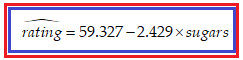 rating = 59.327 − 2.429 × sugars